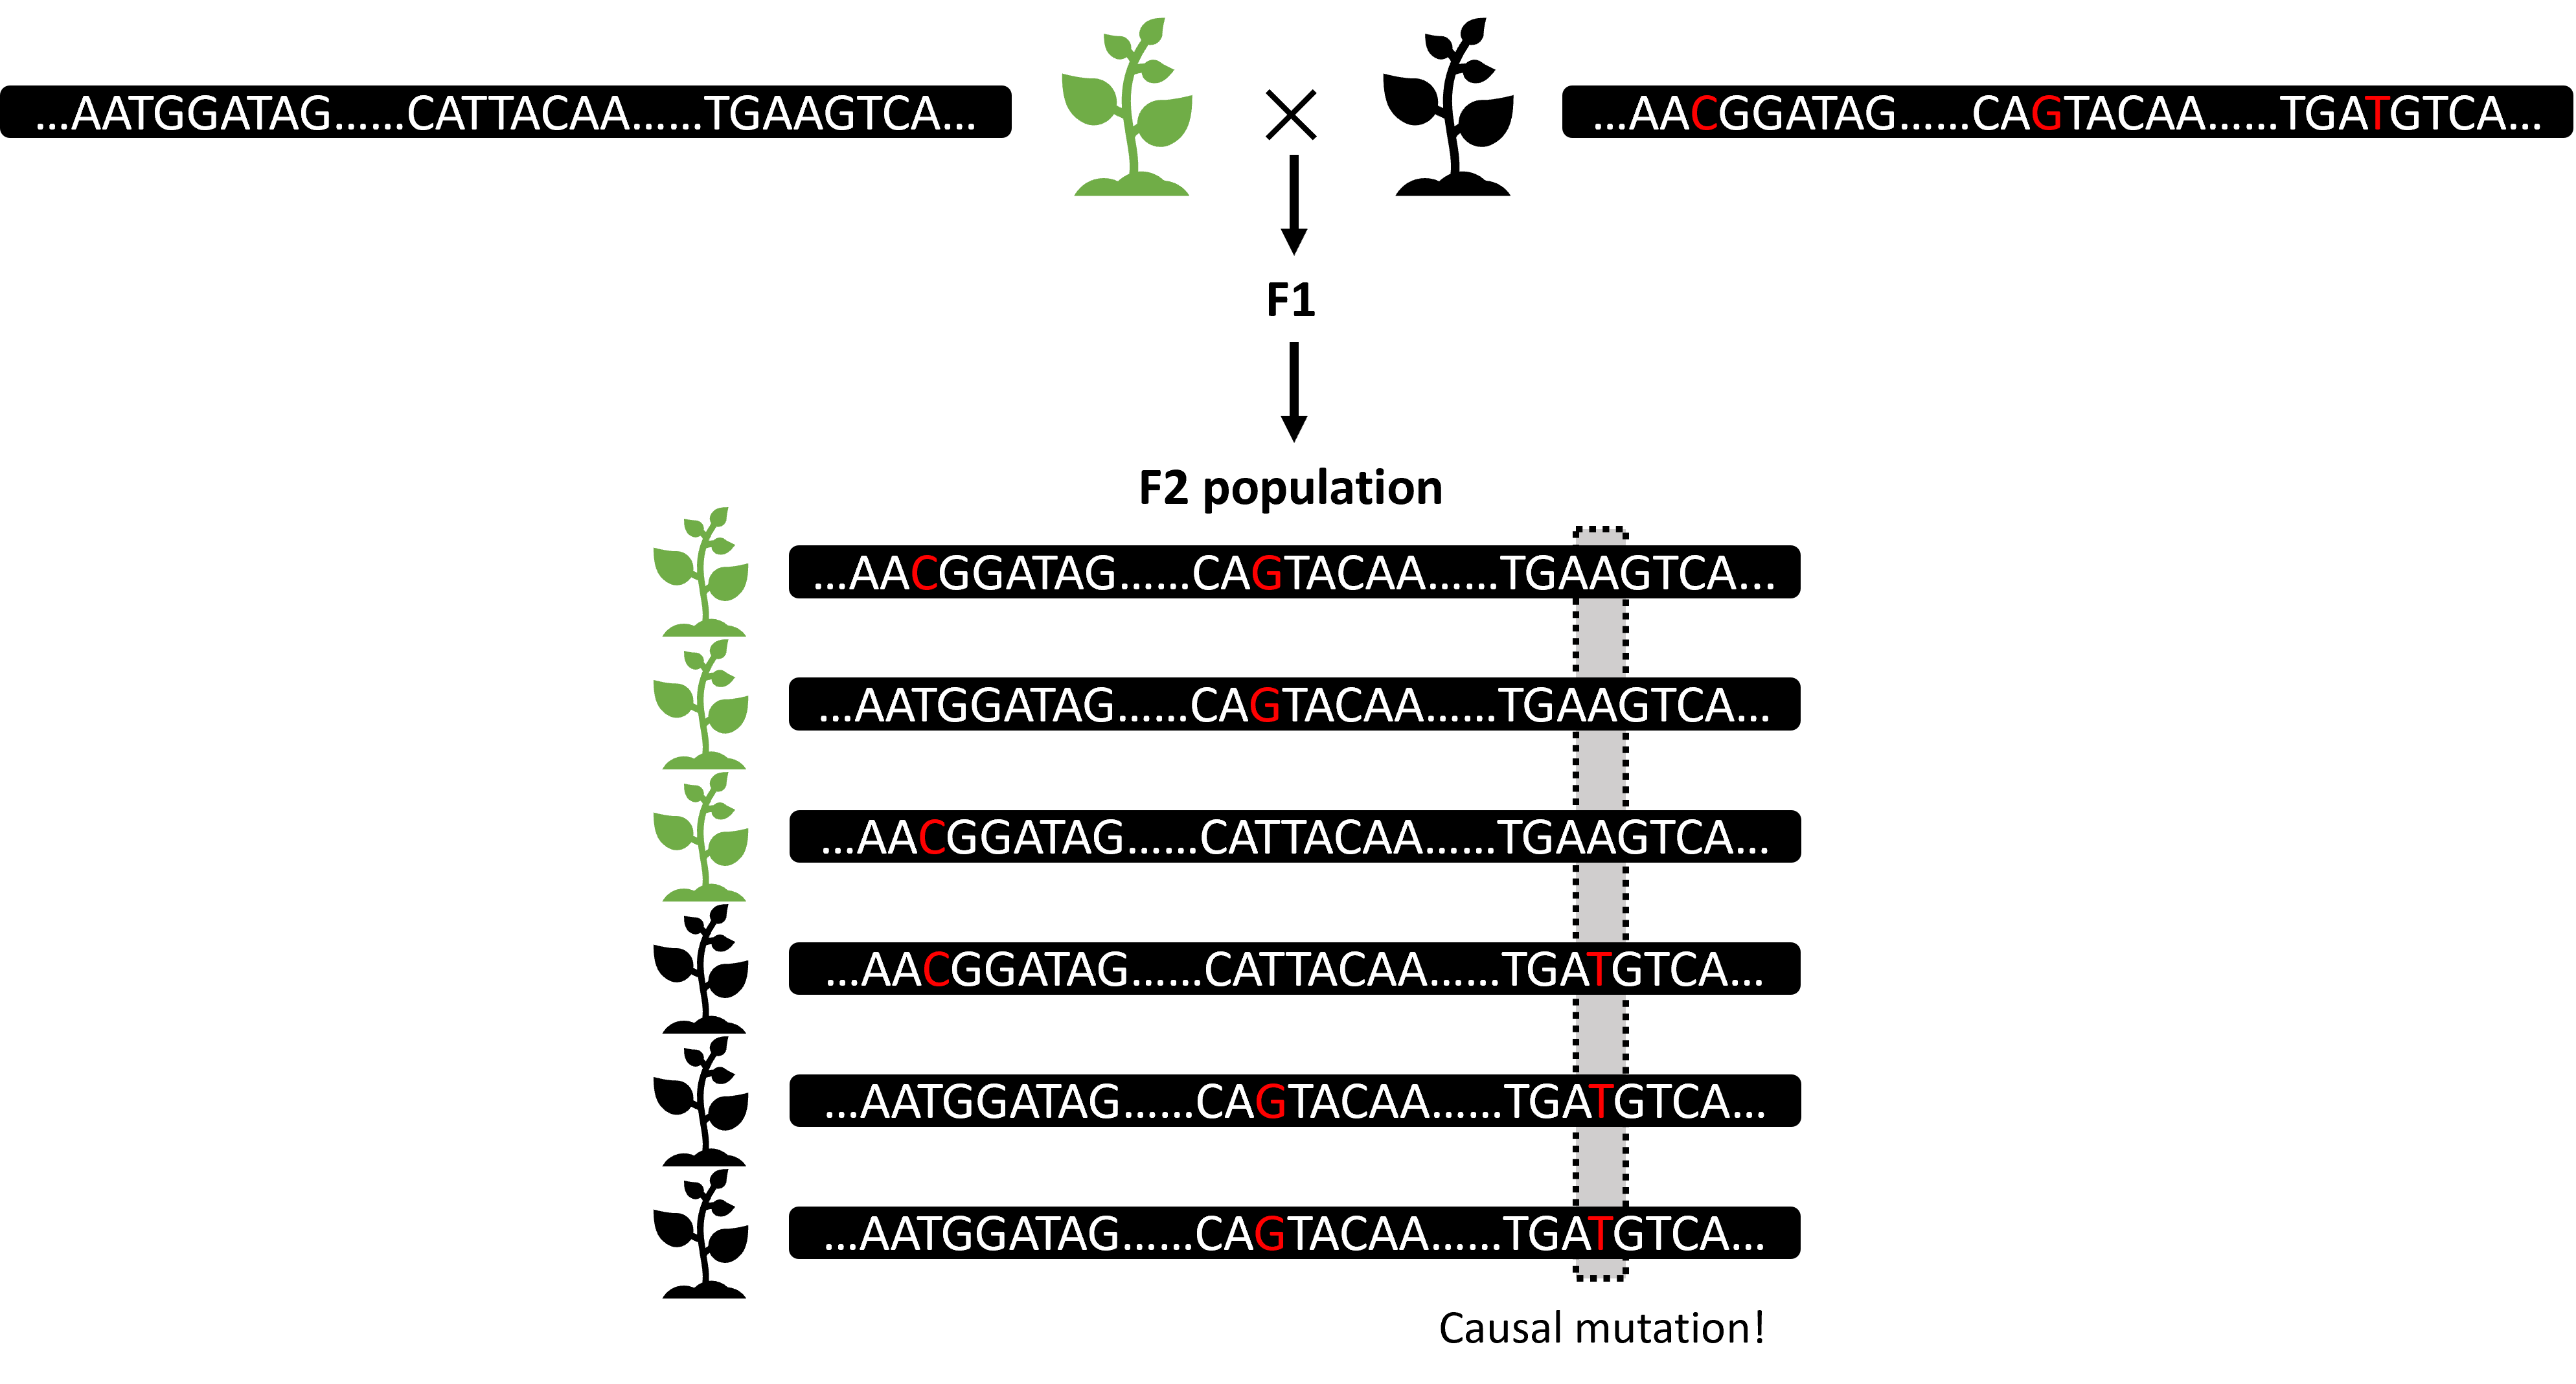 ...AATGGATAG......CATTACAA......TGAAGTCA...
...AACGGATAG......CAGTACAA......TGATGTCA...
F1
F2 population
...AACGGATAG......CAGTACAA......TGAAGTCA...
...AATGGATAG......CAGTACAA......TGAAGTCA...
...AACGGATAG......CATTACAA......TGAAGTCA...
...AACGGATAG......CATTACAA......TGATGTCA...
...AATGGATAG......CAGTACAA......TGATGTCA...
...AATGGATAG......CAGTACAA......TGATGTCA...
Causal mutation!